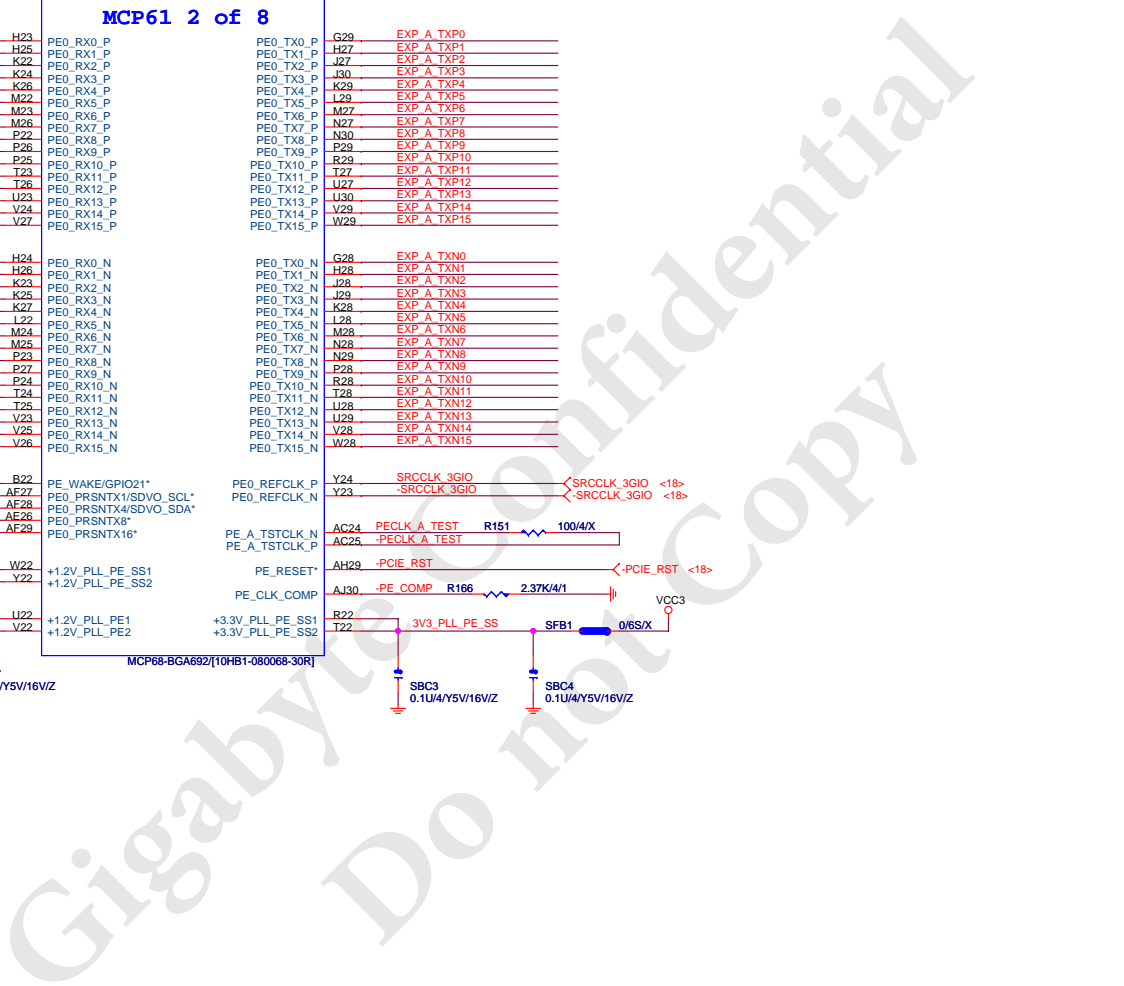 MCP61 2 of 8
H23 PE0_RX0_P PE0_TX0_P G29 EXP_A_TXP0
H25 PE0_RX1_P PE0_TX1_P H27 EXP_A_TXP1
K22 PE0_RX2_P PE0_TX2_P J27 EXP_A_TXP2
K24 PE0_RX3_P PE0_TX3_P J30 EXP_A_TXP3
K26 PE0_RX4_P PE0_TX4_P K29 EXP_A_TXP4
M22 PE0_RX5_P PE0_TX5_P L29 EXP_A_TXP5
M23 PE0_RX6_P PE0_TX6_P M27 EXP_A_TXP6
M26 PE0_RX7_P PE0_TX7_P N27 EXP_A_TXP7
P22 PE0_RX8_P PE0_TX8_P N30 EXP_A_TXP8
P26 PE0_RX9_P PE0_TX9_P P29 EXP_A_TXP9
P25 PE0_RX10_P PE0_TX10_P R29 EXP_A_TXP10
T23 PE0_RX11_P PE0_TX11_P T27 EXP_A_TXP11
T26 PE0_RX12_P PE0_TX12_P U27 EXP_A_TXP12
U23 PE0_RX13_P PE0_TX13_P U30 EXP_A_TXP13
V24 PE0_RX14_P PE0_TX14_P V29 EXP_A_TXP14
V27 PE0_RX15_P PE0_TX15_P W29 EXP_A_TXP15
H24 PE0_RX0_N PE0_TX0_N G28 EXP_A_TXN0
H26 PE0_RX1_N PE0_TX1_N H28 EXP_A_TXN1
K23 PE0_RX2_N PE0_TX2_N J28 EXP_A_TXN2
K25 PE0_RX3_N PE0_TX3_N J29 EXP_A_TXN3
K27 PE0_RX4_N PE0_TX4_N K28 EXP_A_TXN4
L22 PE0_RX5_N PE0_TX5_N L28 EXP_A_TXN5
M24 PE0_RX6_N PE0_TX6_N M28 EXP_A_TXN6
M25 PE0_RX7_N PE0_TX7_N N28 EXP_A_TXN7
P23 PE0_RX8_N PE0_TX8_N N29 EXP_A_TXN8
P27 PE0_RX9_N PE0_TX9_N P28 EXP_A_TXN9
P24 PE0_RX10_N PE0_TX10_N R28 EXP_A_TXN10
T24 PE0_RX11_N PE0_TX11_N T28 EXP_A_TXN11
T25 PE0_RX12_N PE0_TX12_N U28 EXP_A_TXN12
V23 PE0_RX13_N PE0_TX13_N U29 EXP_A_TXN13
V25 PE0_RX14_N PE0_TX14_N V28 EXP_A_TXN14
V26 PE0_RX15_N PE0_TX15_N W28 EXP_A_TXN15
B22 PE_WAKE/GPIO21* PE0_REFCLK_P Y24 SRCCLK_3GIO SRCCLK_3GIO <18>
AF27 PE0_PRSNTX1/SDVO_SCL* PE0_REFCLK_N Y23 -SRCCLK_3GIO -SRCCLK_3GIO <18>
AF28 PE0_PRSNTX4/SDVO_SDA*
AE26 PE0_PRSNTX8*
AF29 PE0_PRSNTX16* PE_A_TSTCLK_N AC24 PECLK_A_TEST R151 100/4/X
PE_A_TSTCLK_P AC25 -PECLK_A_TEST
W22 +1.2V_PLL_PE_SS1 PE_RESET* AH29 -PCIE_RST -PCIE_RST <18>
Y22 +1.2V_PLL_PE_SS2
PE_CLK_COMP AJ30 -PE_COMP R166 2.37K/4/1
VCC3
U22 +1.2V_PLL_PE1 +3.3V_PLL_PE_SS1 R22
V22 +1.2V_PLL_PE2 +3.3V_PLL_PE_SS2 T22 3V3_PLL_PE_SS SFB1 0/6S/X
MCP68-BGA692/[10HB1-080068-30R]
/Y5V/16V/Z SBC3 SBC4
0.1U/4/Y5V/16V/Z 0.1U/4/Y5V/16V/Z
Gigabyte Confidential
Do not Copy